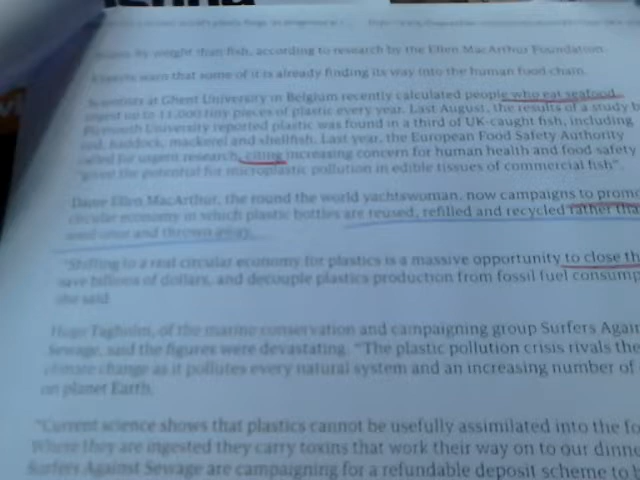 by weight than fish, according to research by the Ellen MacArthur Foundation.
warn that some of it is already finding its way into the human food chain.
Scientists at Ghent University in Belgium recently calculated people who eat seafood
ingest up to 11,000 tiny pieces of plastic every year. Last August, the results of a study
Plymouth University reported plastic was found in a third of UK-caught fish, including
cod, haddock, mackerel and shellfish. Last year, the European Food Safety Authority
called for urgent research, citing increasing concern for human health and food safety
the potential for microplastic pollution in edible tissues of commercial fish”.
Dame Ellen MacArthur, the round the world yachtswoman, now campaigns to
circular economy in which plastic bottles are reused, refilled and recycled rather
used once and thrown away.
“Shifting to a real circular economy for plastics is a massive opportunity to close
save billions of dollars, and decouple plastics production from fossil fuel
she said.
Hugo Tagholm, of the marine conservation and campaigning group Surfers
Sewage, said the figures were devastating. “The plastic pollution crisis rivals the
climate change as it pollutes every natural system and an increasing number of
on planet Earth.
“Current science shows that plastics cannot be usefully assimilated into the
Where they are ingested they carry toxins that work their way on to our
Surfers Against Sewage are campaigning for a refundable deposit scheme to